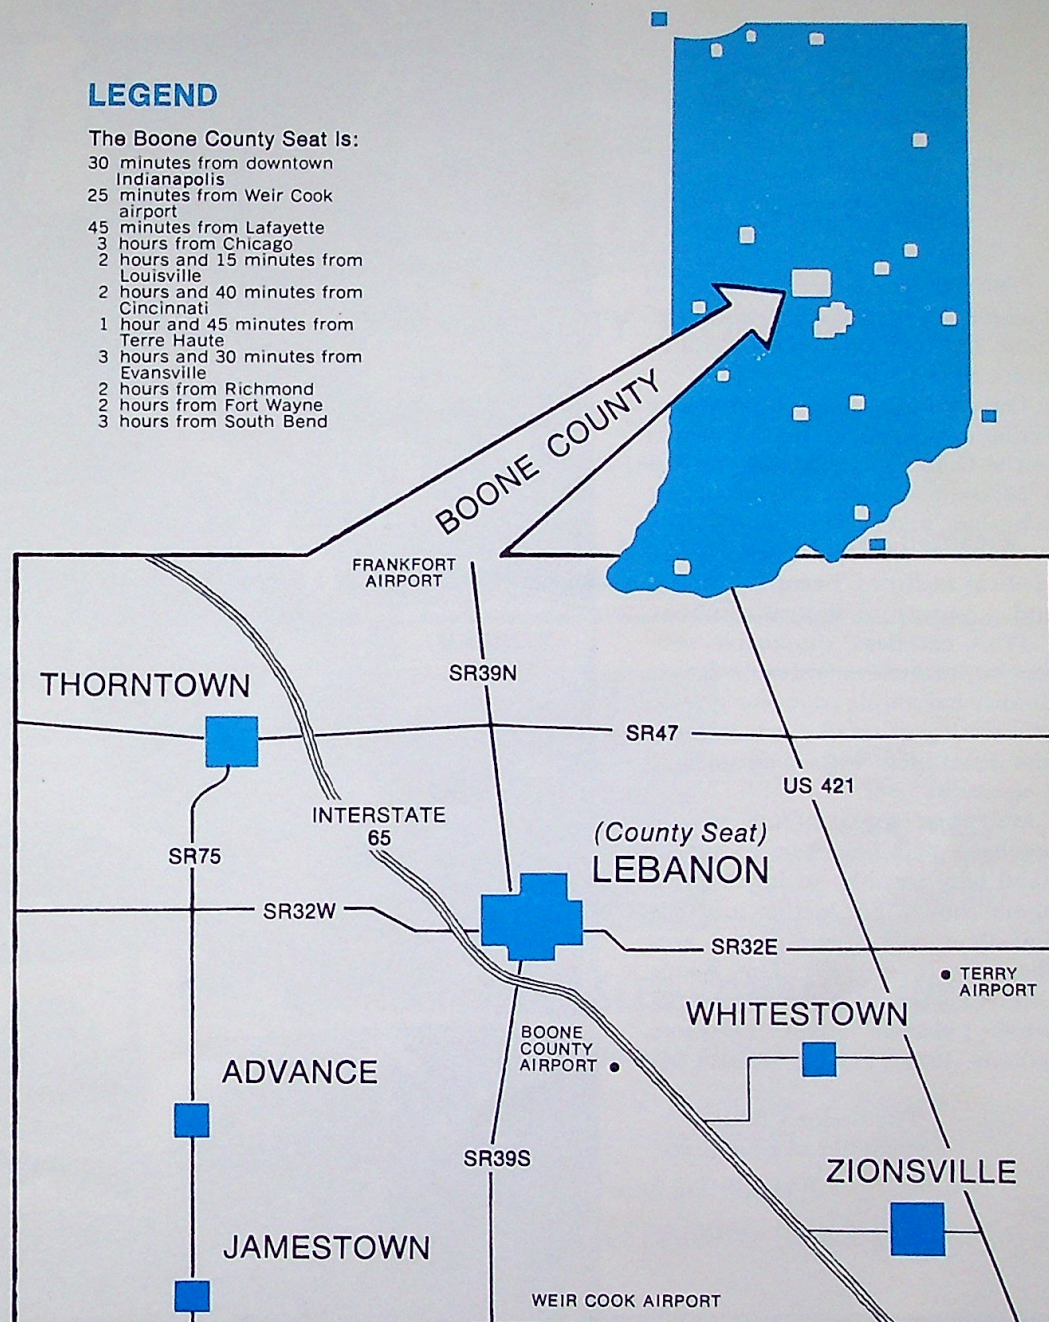 LEGEND
The Boone County Seat Is:
30 minutes from downtown
Indianapolis
25 minutes from Weir Cook
airport
45 minutes from Lafayette
3 hours from Chicago
2 hours and 15 minutes from
Louisville
2 hours and 40 minutes from
Cincinnati
1 hour and 45 minutes from
Terre Haute
3 hours and 30 minutes from
Evansville
2 hours from Richmond
2 hours from Fort Wayne
3 hours from South Bend
BOONE COUNTY
FRANKFORT
AIRPORT
SR39N
THORNTOWN
SR47
US 421
INTERSTATE
65
(County Seat)
LEBANON
SR75
SR32W
SR32E
TERRY
AIRPORT
WHITESTOWN
BOONE
COUNTY
AIRPORT
ADVANCE
SR39S
ZIONSVILLE
JAMESTOWN
WEIR COOK AIRPORT